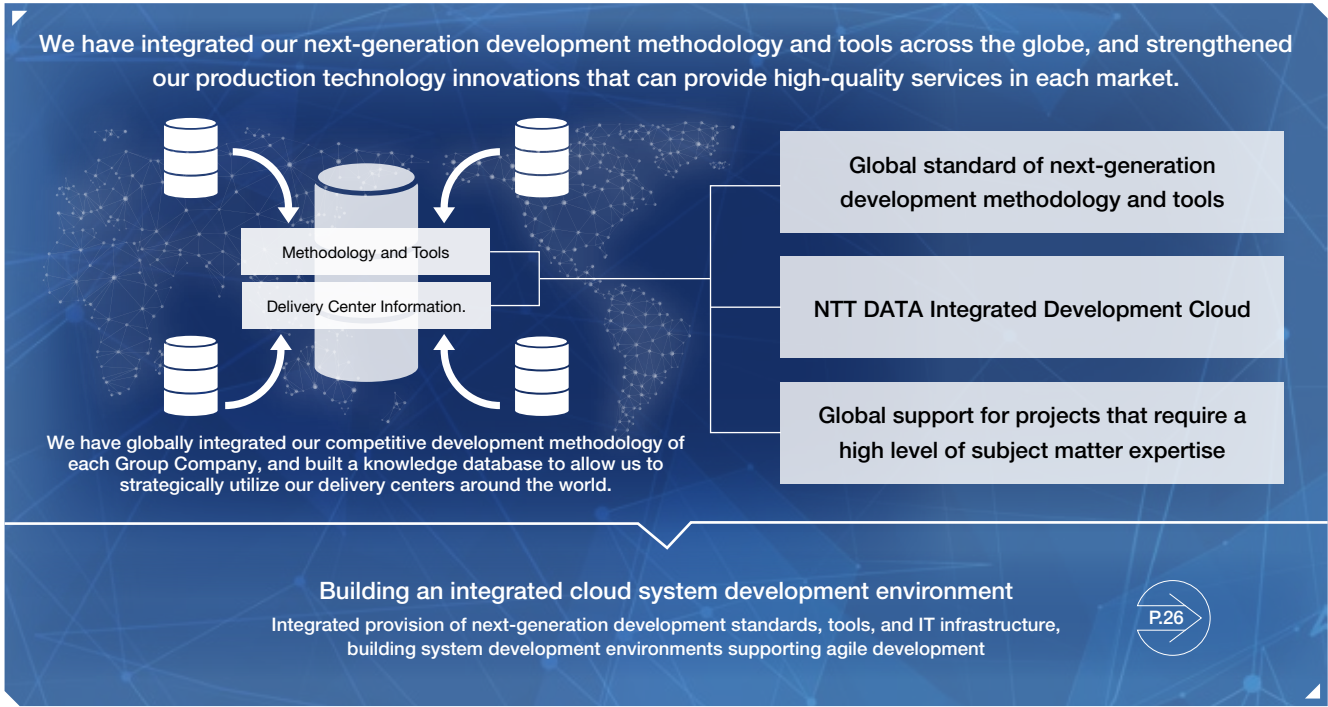 We have integrated our next-generation development methodology and tools across the globe, and strengthened
our production technology innovations that can provide high-quality services in each market.
Methodology and Tools
Delivery Center Information.
We have globally integrated our competitive development methodology of
each Group Company, and built a knowledge database to allow us to
strategically utilize our delivery centers around the world.
Global standard of next-generation
development methodology and tools
NTT DATA Integrated Development Cloud
Global support for projects that require a
high level of subject matter expertise
Building an integrated cloud system development environment
Integrated provision of next-generation development standards, tools, and IT infrastructure,
building system development environments supporting agile development
P.26